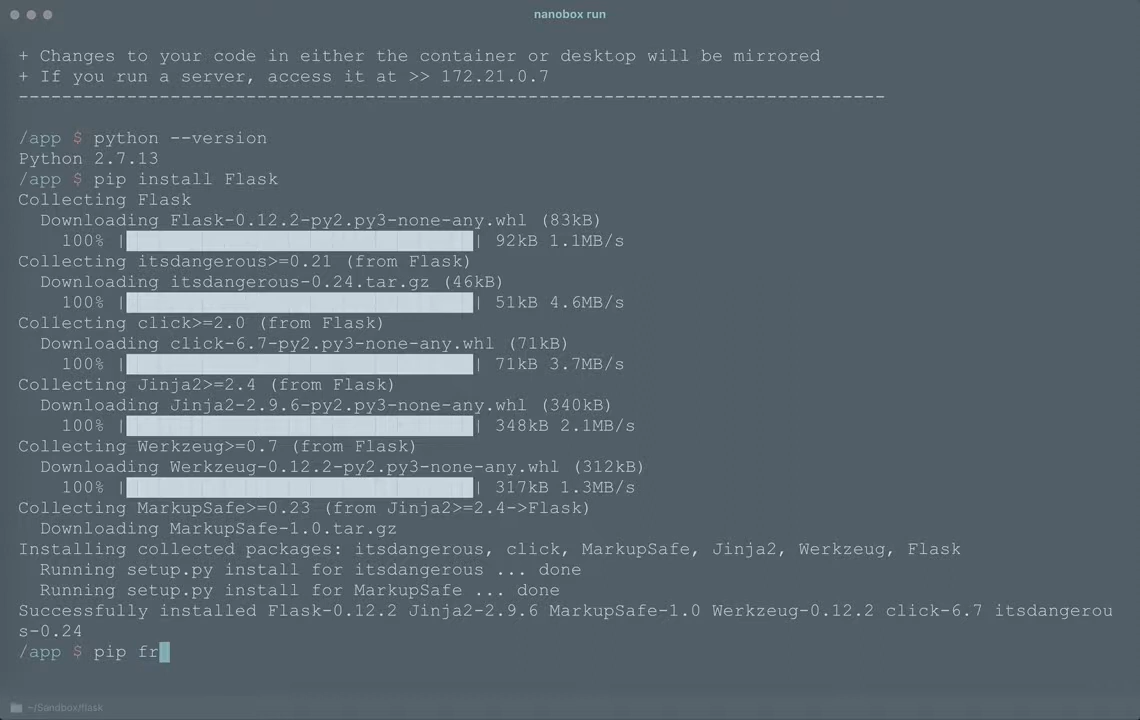 nanobox run
+ Changes to your code in either the container or desktop will be mirrored
+ If you run a server, access it at >> 172.21.0.7
--------------------------------------------------------------------------------
/app $ python --version
Python 2.7.13
/app $ pip install Flask
Collecting Flask
  Downloading Flask-0.12.2-py2.py3-none-any.whl (83kB)
    100% |████████████████████████████████| 92kB 1.1MB/s
Collecting itsdangerous>=0.21 (from Flask)
  Downloading itsdangerous-0.24.tar.gz (46kB)
    100% |████████████████████████████████| 51kB 4.6MB/s
Collecting click>=2.0 (from Flask)
  Downloading click-6.7-py2.py3-none-any.whl (71kB)
    100% |████████████████████████████████| 71kB 3.7MB/s
Collecting Jinja2>=2.4 (from Flask)
  Downloading Jinja2-2.9.6-py2.py3-none-any.whl (340kB)
    100% |████████████████████████████████| 348kB 2.1MB/s
Collecting Werkzeug>=0.7 (from Flask)
  Downloading Werkzeug-0.12.2-py2.py3-none-any.whl (312kB)
    100% |████████████████████████████████| 317kB 1.3MB/s
Collecting MarkupSafe>=0.23 (from Jinja2>=2.4->Flask)
  Downloading MarkupSafe-1.0.tar.gz
Installing collected packages: itsdangerous, click, MarkupSafe, Jinja2, Werkzeug, Flask
  Running setup.py install for itsdangerous ... done
  Running setup.py install for MarkupSafe ... done
Successfully installed Flask-0.12.2 Jinja2-2.9.6 MarkupSafe-1.0 Werkzeug-0.12.2 click-6.7 itsdangerou
s-0.24
/app $ pip fr
~/Sandbox/flask